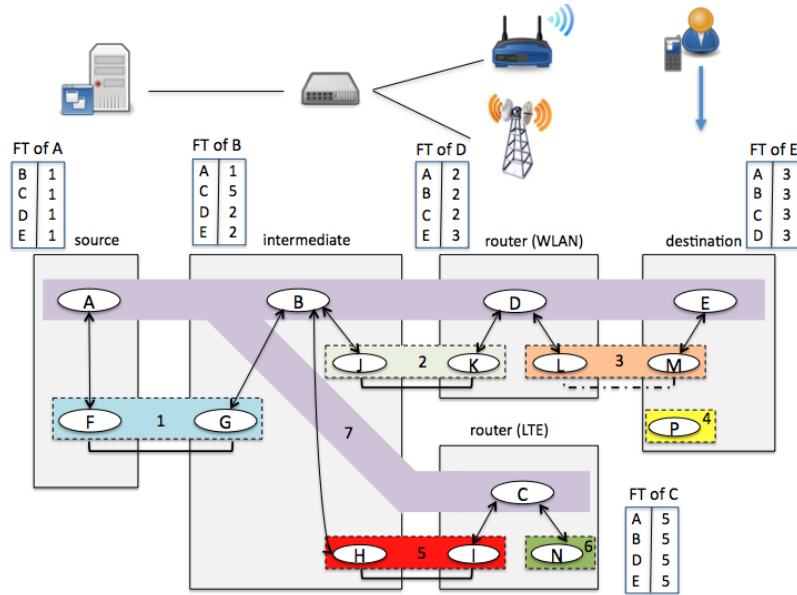 FT of A
B 1
C 1
D 1
E 1
FT of B
A 1
C 5
D 2
E 2
FT of D
A 2
B 2
C 2
E 3
FT of E
A 3
B 3
C 3
D 3
source
intermediate
router (WLAN)
destination
A
B
D
E
J
2
K
L
3
M
F
1
G
7
P
4
router (LTE)
C
H
5
I
N
6
FT of C
A 5
B 5
D 5
E 5